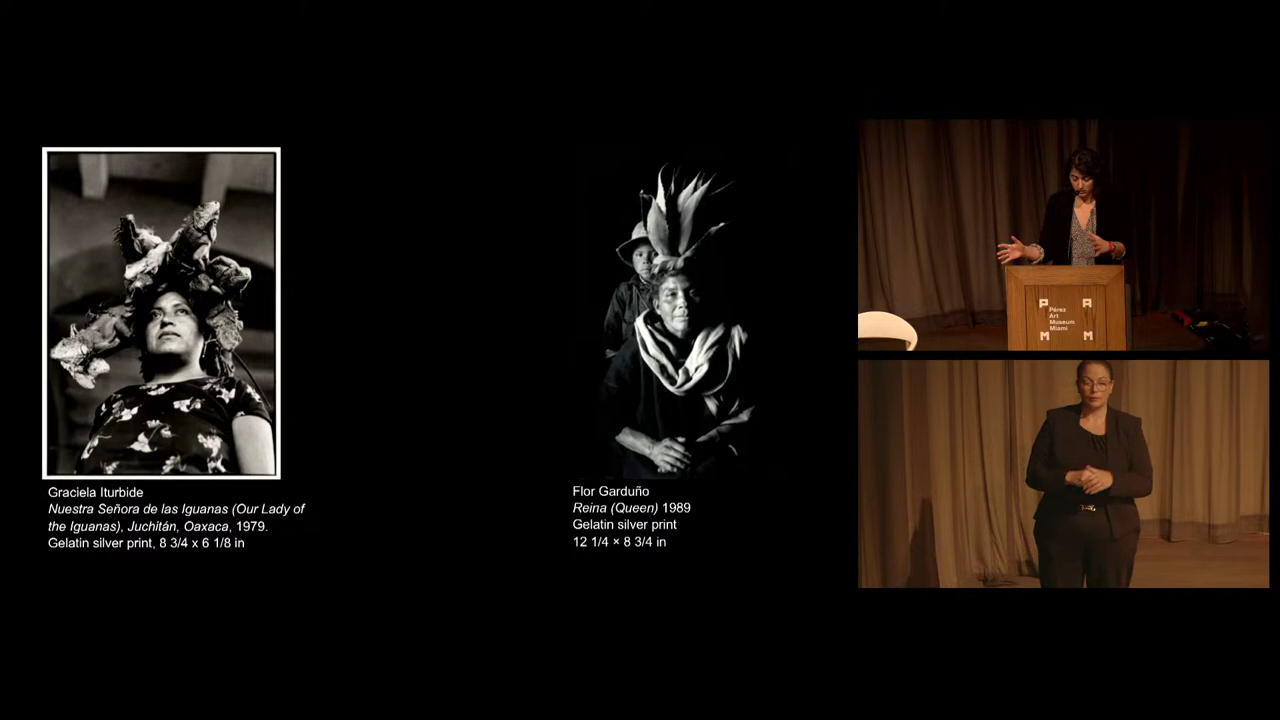 Graciela Iturbide
Nuestra Señora de las Iguanas (Our Lady of
the Iguanas), Juchitán, Oaxaca, 1979.
Gelatin silver print, 8 3/4 x 6 1/8 in
Flor Garduño
Reina (Queen) 1989
Gelatin silver print
12 1/4 × 8 3/4 in
P A
Pérez
Art
Museum
Miami
M M